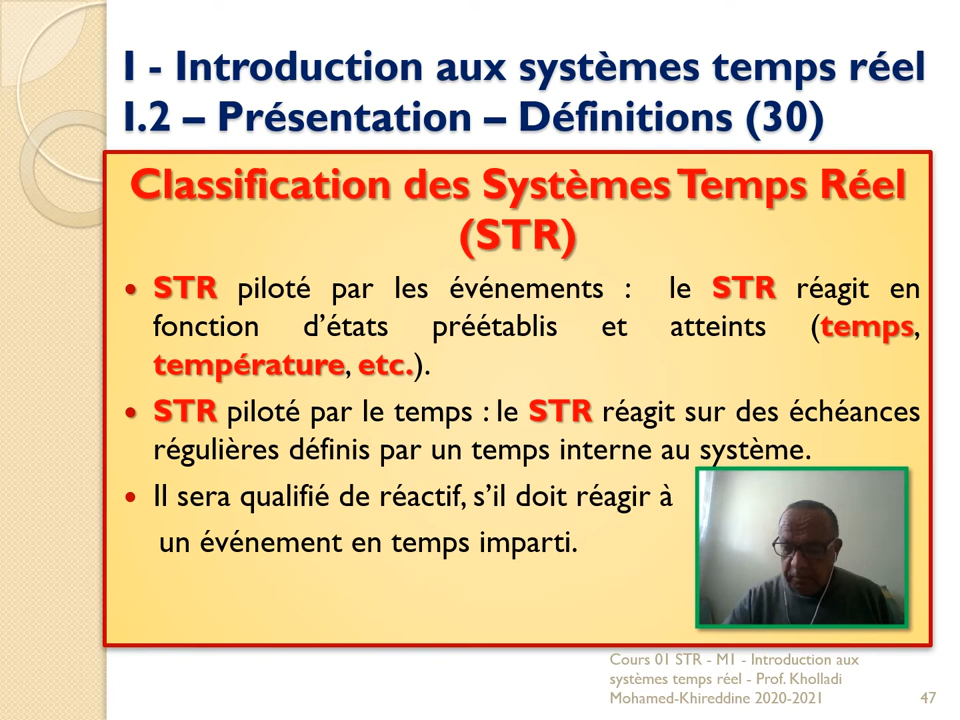 I - Introduction aux systèmes temps réel
I.2 – Présentation – Définitions (30)
Classification des Systèmes Temps Réel
(STR)
• STR piloté par les événements : le STR réagit en
fonction d’états préétablis et atteints (temps,
température, etc.).
• STR piloté par le temps : le STR réagit sur des échéances
régulières définis par un temps interne au système.
• Il sera qualifié de réactif, s’il doit réagir à
un événement en temps imparti.
Cours 01 STR - M1 - Introduction aux
systèmes temps réel - Prof. Kholladi
Mohamed-Khireddine 2020-2021
47